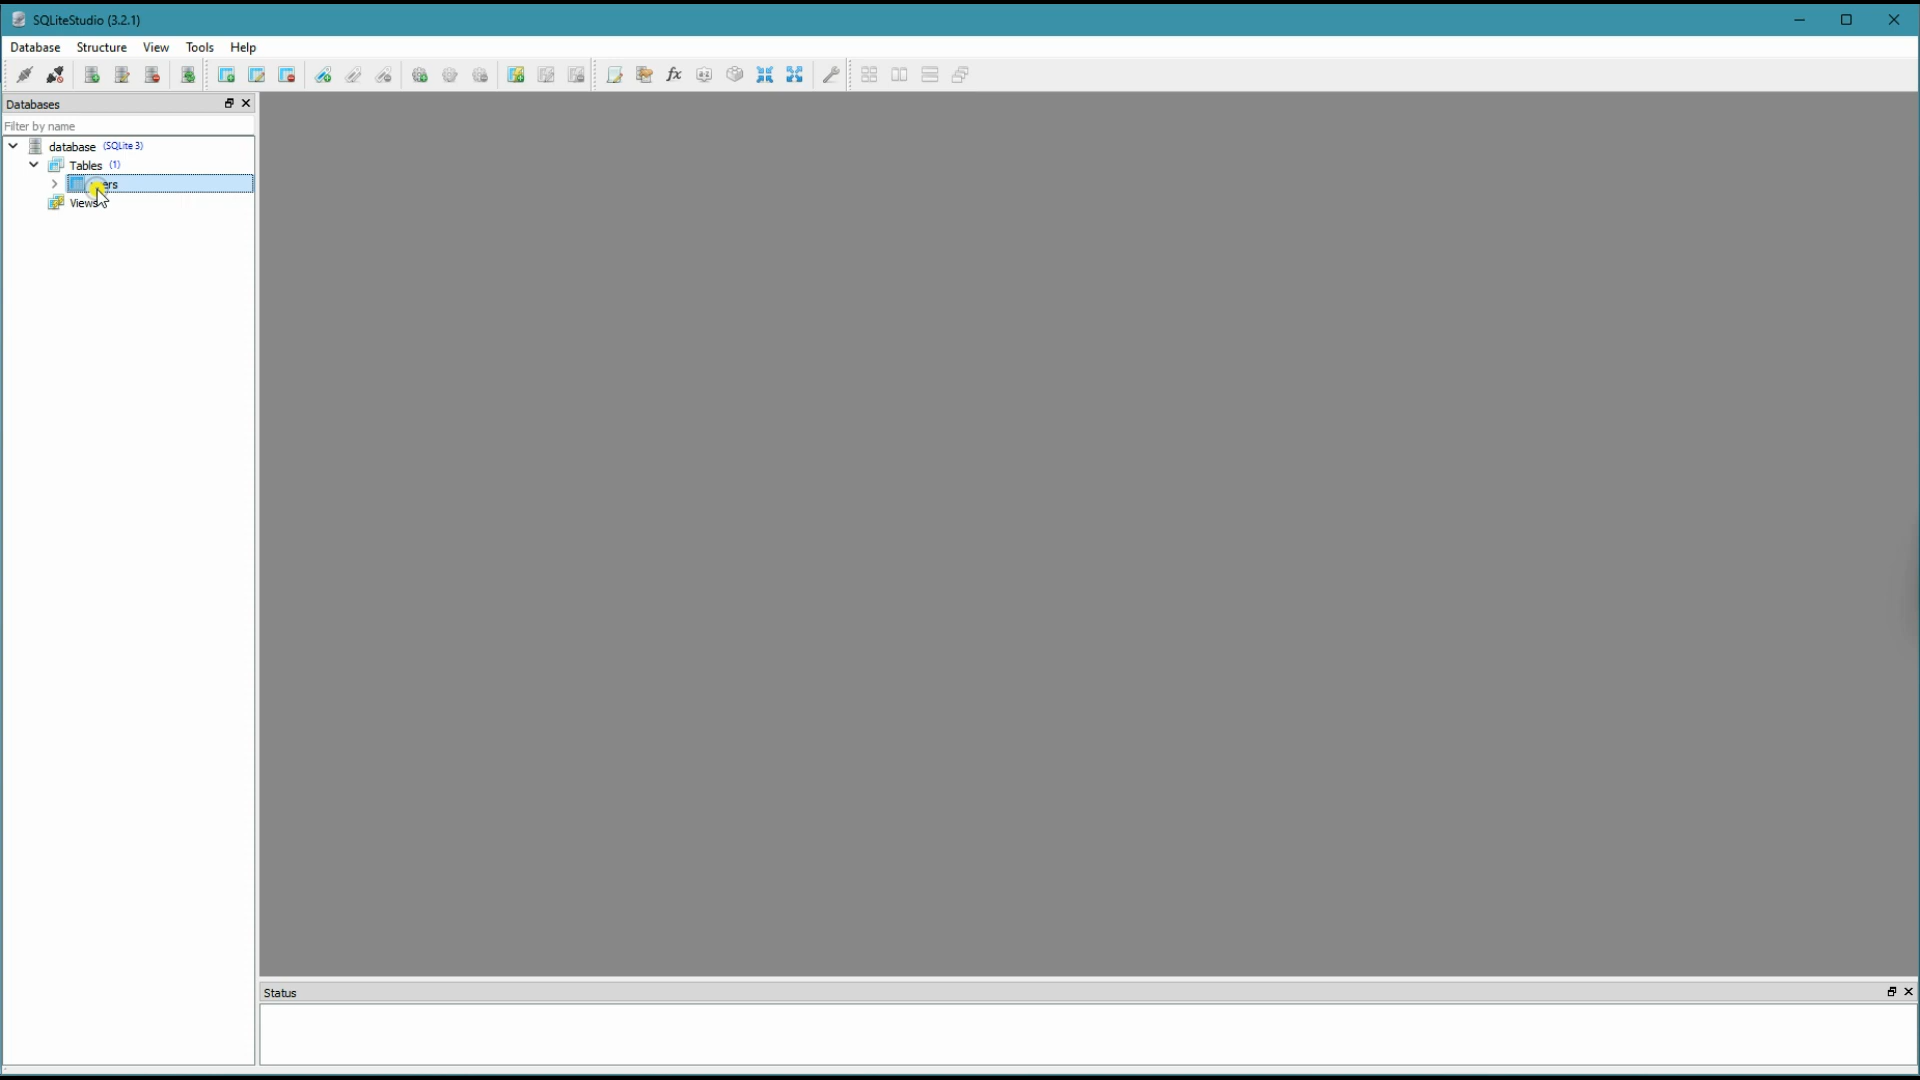 SQLiteStudio (3.2.1)
Database Structure View Tools Help
Databases
Filter by name
database (SQLite 3)
Tables (1)
Views
Status